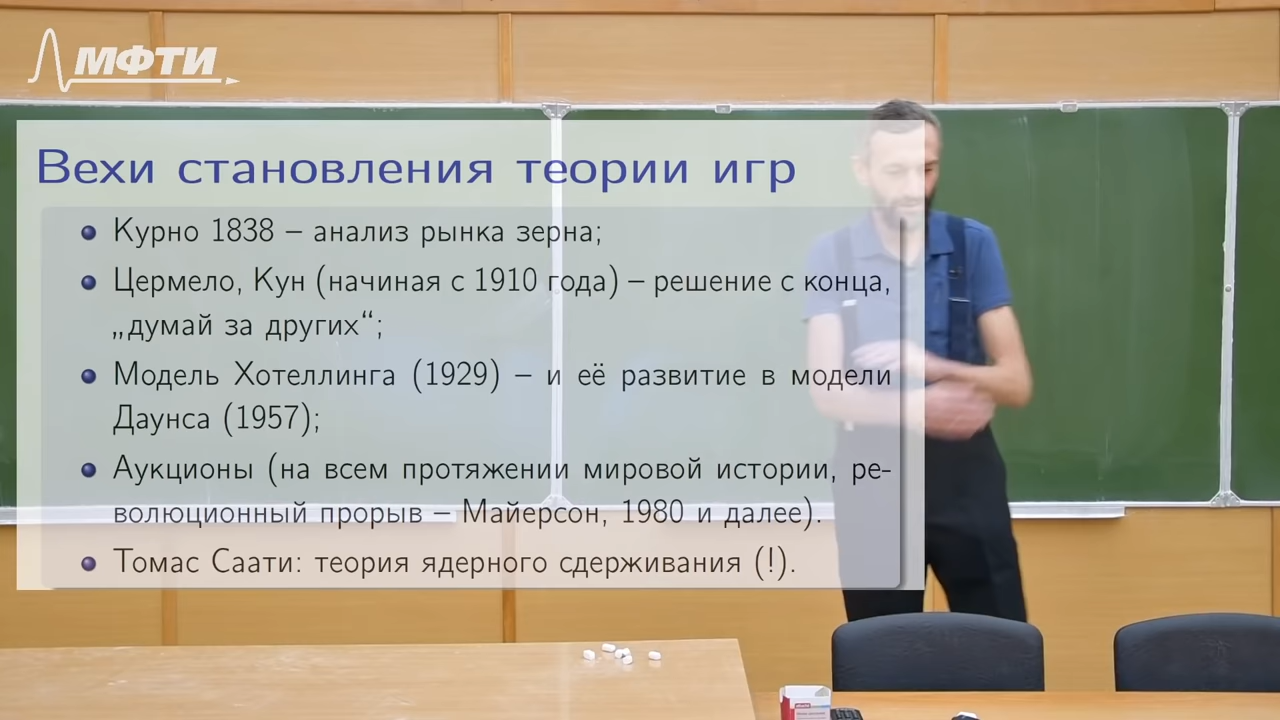 МФТИ
Вехи становления теории игр
Курно 1838 – анализ рынка зерна;
Цермело, Кун (начиная с 1910 года) – решение с конца,
„думай за других“;
Модель Хотеллинга (1929) – и её развитие в модели
Даунса (1957);
Аукционы (на всем протяжении мировой истории, ре-
волюционный прорыв – Майерсон, 1980 и далее).
Томас Саати: теория ядерного сдерживания (!).